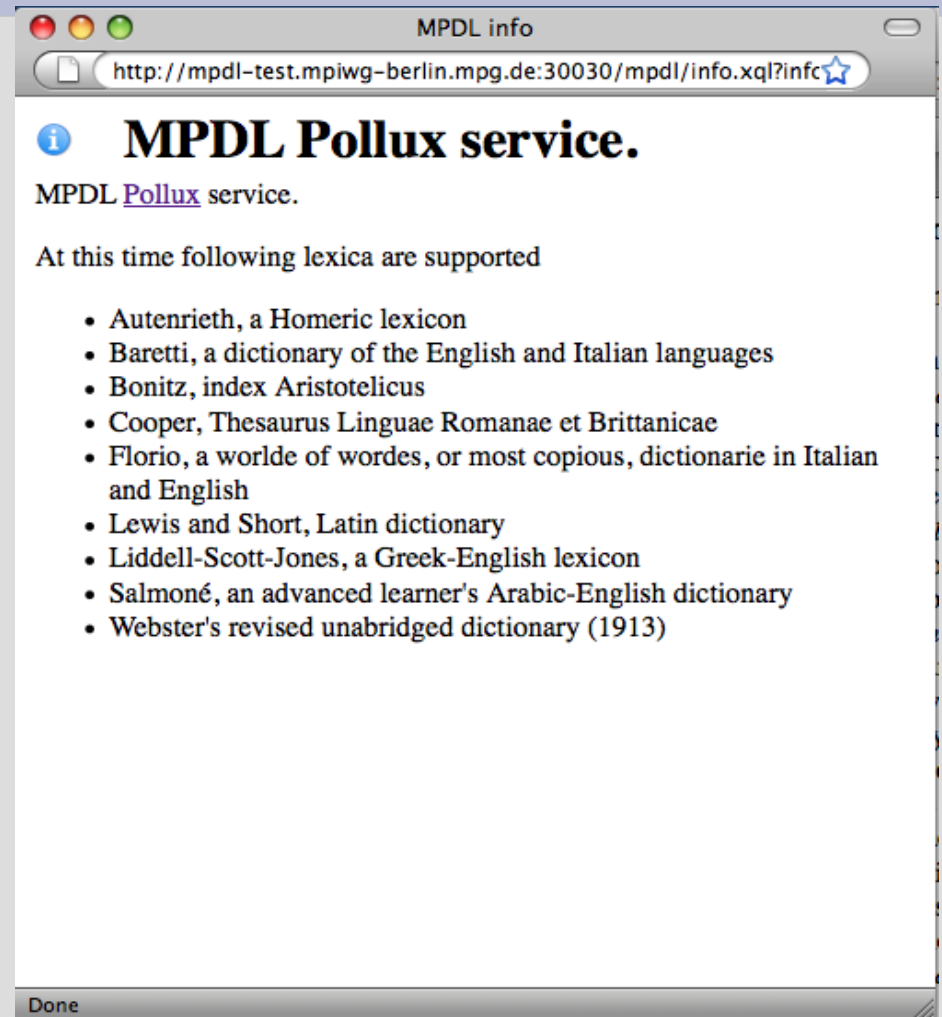 MPDL info
http://mpdl-test.mpiwg-berlin.mpg.de:30030/mpdl/info.xql?info
MPDL Pollux service.
MPDL Pollux service.
At this time following lexica are supported
• Autenrieth, a Homeric lexicon
• Baretti, a dictionary of the English and Italian languages
• Bonitz, index Aristotelicus
• Cooper, Thesaurus Linguae Romanae et Brittanicae
• Florio, a worlde of wordes, or most copious, dictionarie in Italian
and English
• Lewis and Short, Latin dictionary
• Liddell-Scott-Jones, a Greek-English lexicon
• Salmoné, an advanced learner's Arabic-English dictionary
• Webster's revised unabridged dictionary (1913)
Done